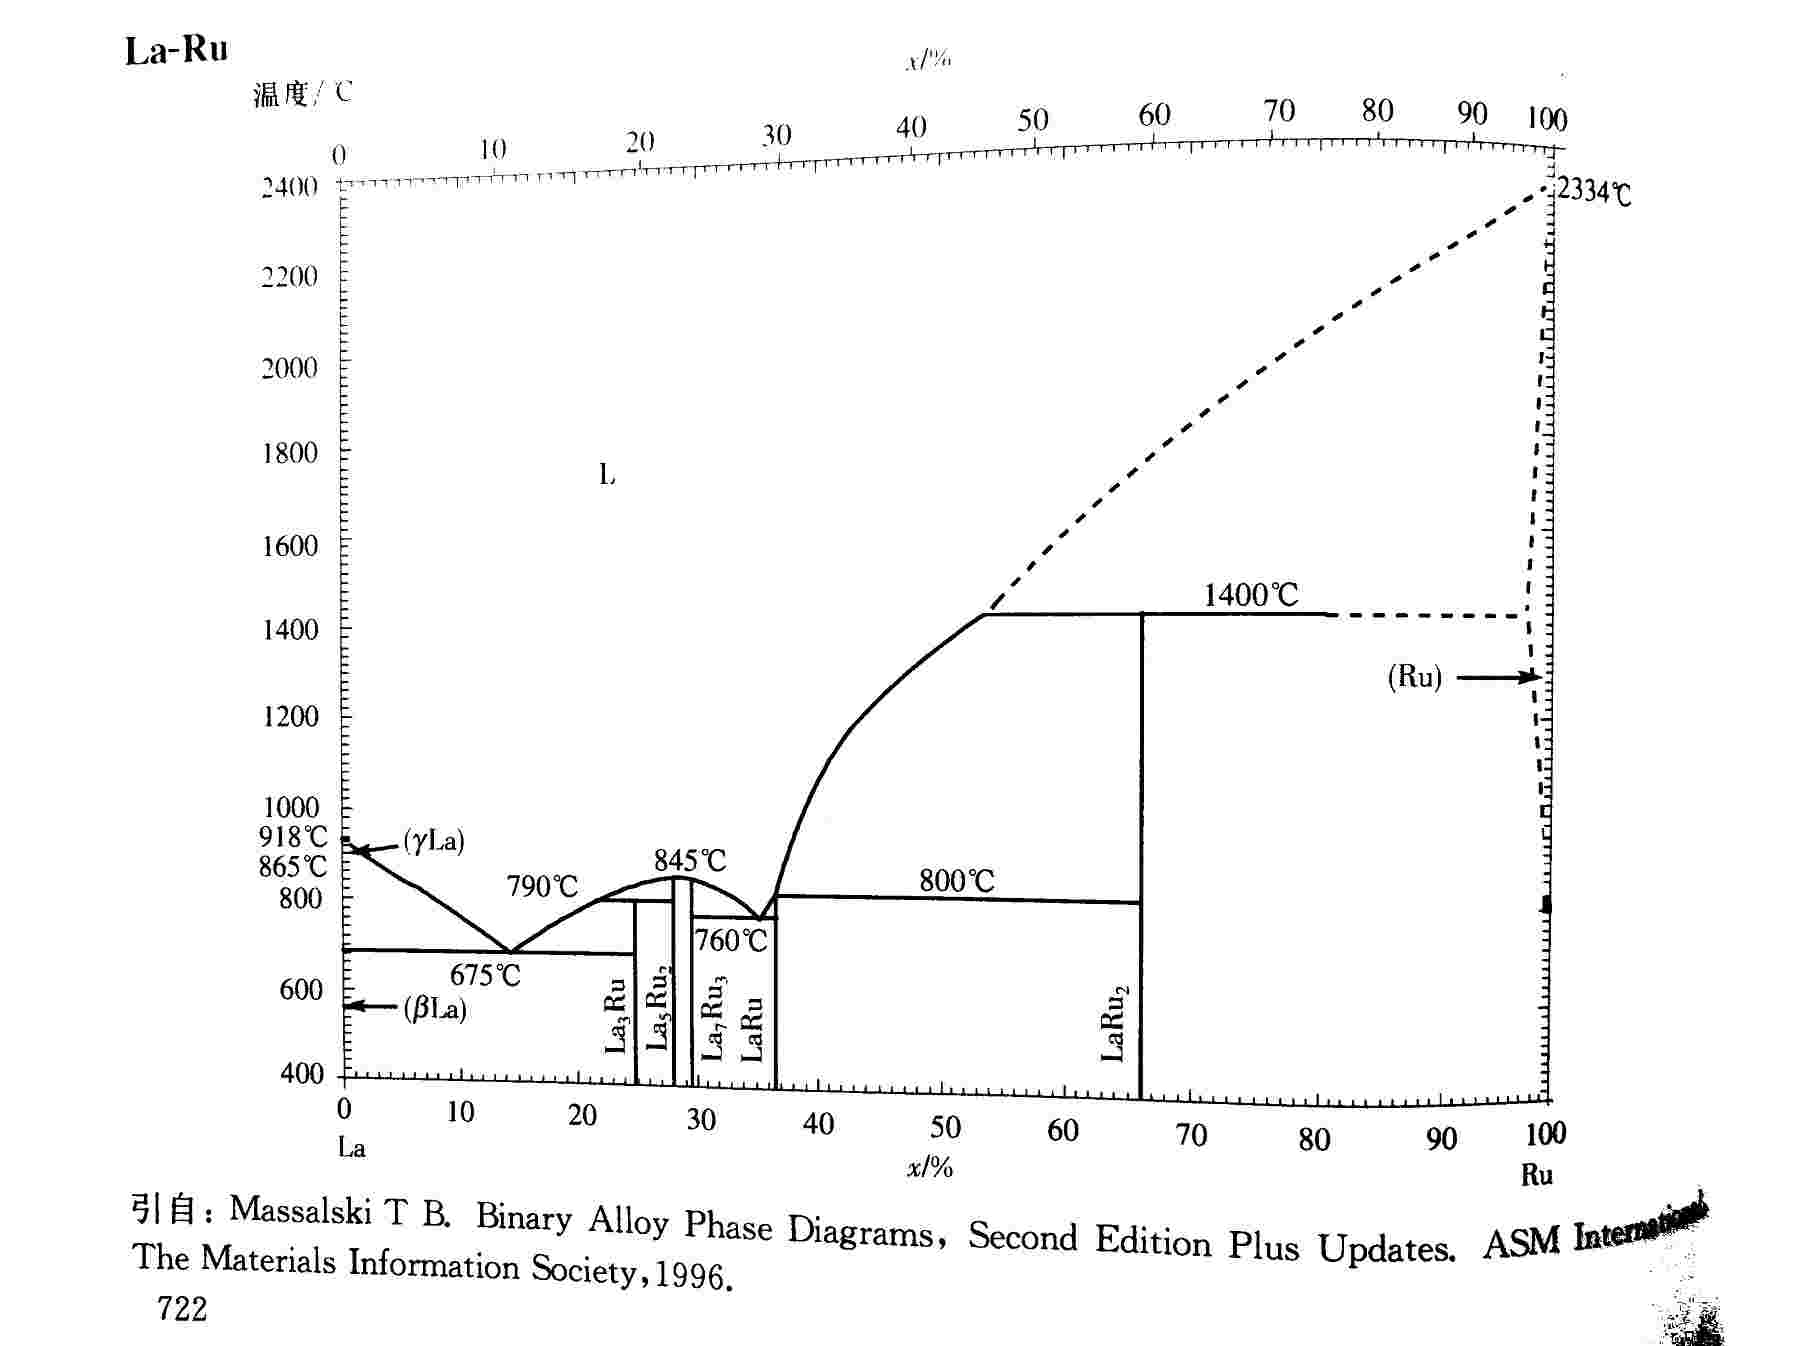 La-Ru
x/%
温度/℃
0 10 20 30 40 50 60 70 80 90 100
2400
2334℃
2200
2000
1800
L
1600
1400℃
1400
(Ru)
1200
1000
918℃
(γLa)
865℃
845℃
790℃
800℃
800
760℃
675℃
600
(βLa)
La₃Ru
La₅Ru₂
La₇Ru₃
LaRu
LaRu₂
400
0 10 20 30 40 50 60 70 80 90 100
La
x/%
Ru
引自：Massalski T B. Binary Alloy Phase Diagrams, Second Edition Plus Updates. ASM International
The Materials Information Society,1996.
722